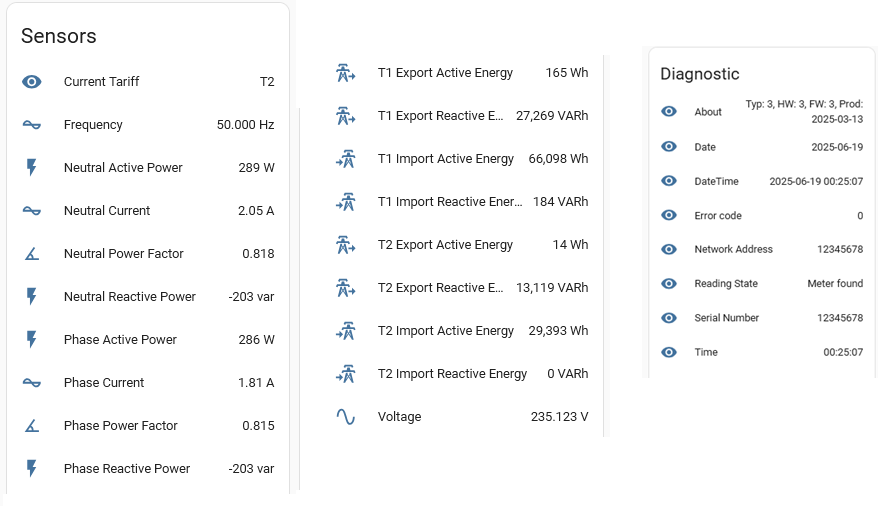 Sensors
Current Tariff T2
Frequency 50.000 Hz
Neutral Active Power 289 W
Neutral Current 2.05 A
Neutral Power Factor 0.818
Neutral Reactive Power -203 var
Phase Active Power 286 W
Phase Current 1.81 A
Phase Power Factor 0.815
Phase Reactive Power -203 var
T1 Export Active Energy 165 Wh
T1 Export Reactive E... 27,269 VARh
T1 Import Active Energy 66,098 Wh
T1 Import Reactive Ener... 184 VARh
T2 Export Active Energy 14 Wh
T2 Export Reactive E... 13,119 VARh
T2 Import Active Energy 29,393 Wh
T2 Import Reactive Energy 0 VARh
Voltage 235.123 V
Diagnostic
About Typ: 3, HW: 3, FW: 3, Prod:
2025-03-13
Date 2025-06-19
DateTime 2025-06-19 00:25:07
Error code 0
Network Address 12345678
Reading State Meter found
Serial Number 12345678
Time 00:25:07